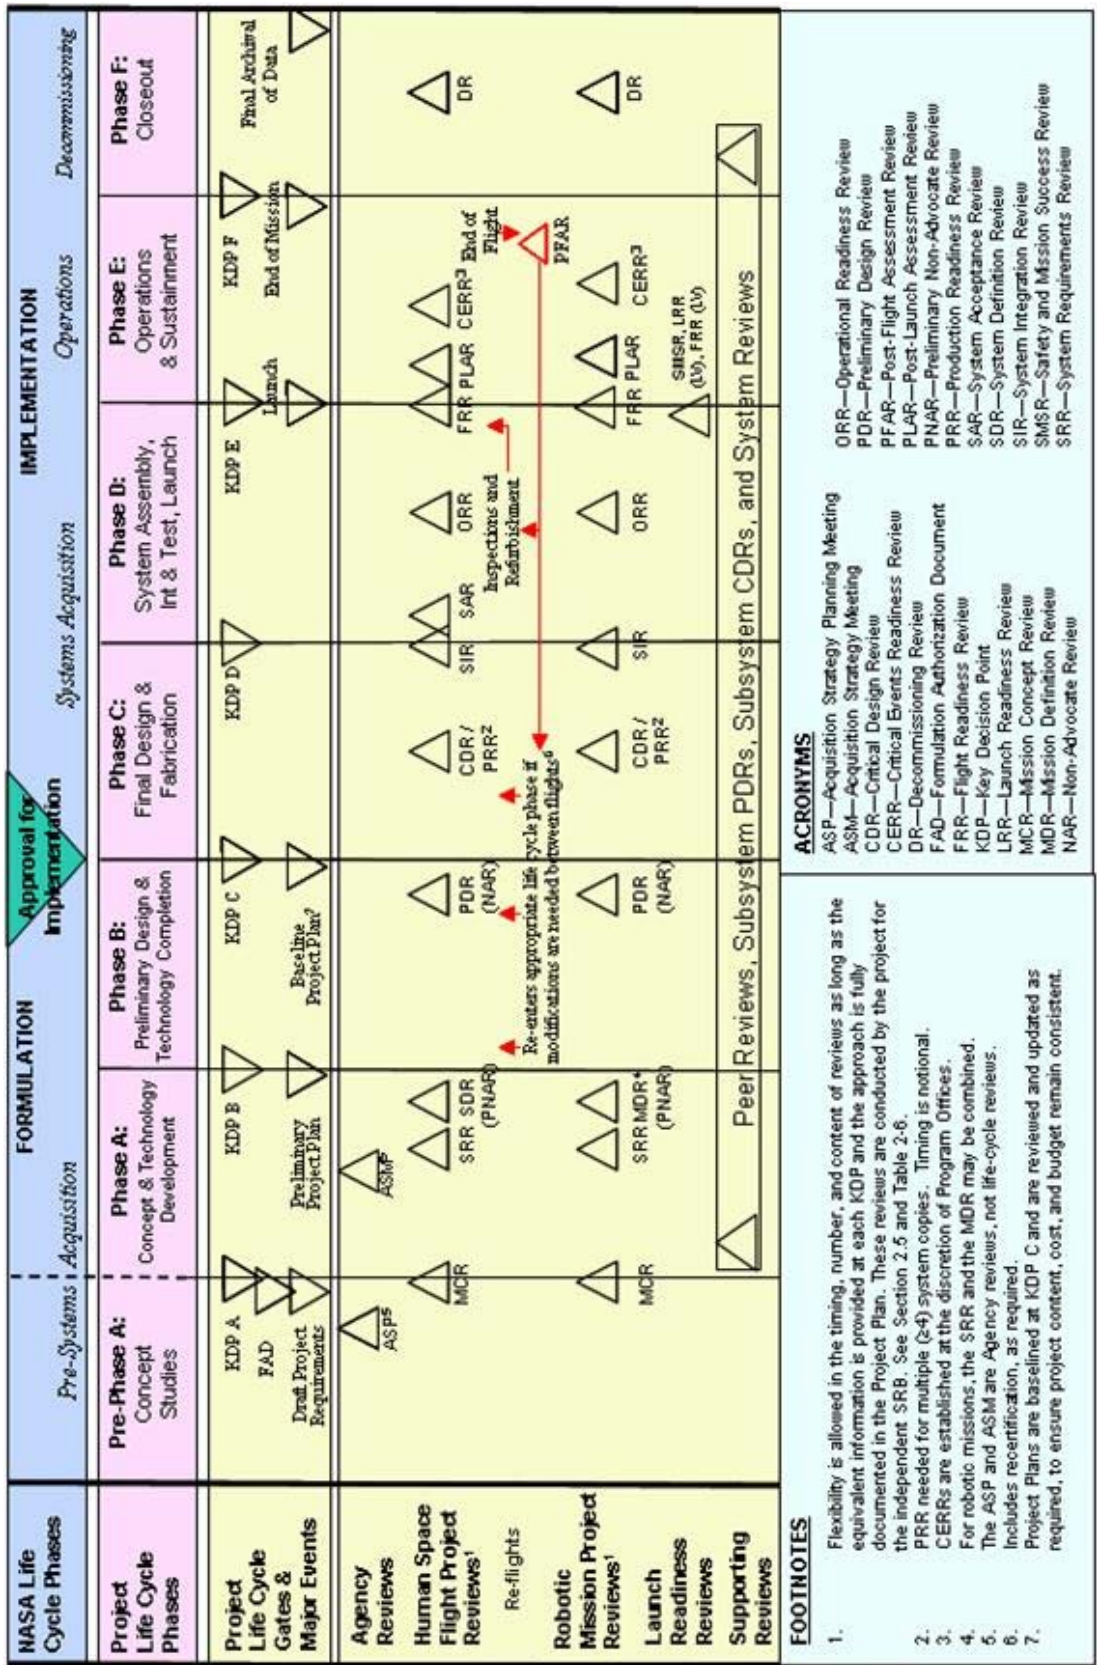 NASA Life
Cycle Phases
FORMULATION
Approval for
Implementation
IMPLEMENTATION
Pre-Systems Acquisition
Systems Acquisition
Operations
Decommissioning
Project
Life Cycle
Phases
Pre-Phase A:
Concept
Studies
Phase A:
Concept & Technology
Development
Phase B:
Preliminary Design &
Technology Completion
Phase C:
Final Design &
Fabrication
Phase D:
System Assembly,
Int & Test, Launch
Phase E:
Operations
& Sustainment
Phase F:
Closeout
Project
Life Cycle
Gates &
Major Events
KDP A
FAD
Draft Project
Requirements
KDP B
Preliminary
Project Plan
KDP C
Baseline
Project Plan⁷
KDP D
KDP E
Launch
KDP F
End of Mission
Final Archival
of Data
Agency
Reviews
ASP⁵
ASM⁵
Human Space
Flight Project
Reviews¹
MCR
SRR SDR
(PNAR)
PDR
(NAR)
CDR/
PRR²
SIR
SAR
ORR
FRR PLAR CERR³
DR
Re-flights
Re-enters appropriate life cycle phase if
modifications are needed between flights⁶
Inspections and
Refurbishment
End of
Flight
PFAR
Robotic
Mission Project
Reviews¹
MCR
SRR MDR⁴
(PNAR)
PDR
(NAR)
CDR/
PRR²
SIR
ORR
FRR PLAR
CERR³
DR
Launch
Readiness
Reviews
SMSR, LRR
(LV), FRR (LV)
Supporting
Reviews
Peer Reviews, Subsystem PDRs, Subsystem CDRs, and System Reviews
FOOTNOTES
1. Flexibility is allowed in the timing, number, and content of reviews as long as the
equivalent information is provided at each KDP and the approach is fully
documented in the Project Plan. These reviews are conducted by the project for
the independent SRB. See Section 2.5 and Table 2-6.
2. PRR needed for multiple (≥4) system copies. Timing is notional.
3. CERRs are established at the discretion of Program Offices.
4. For robotic missions, the SRR and the MDR may be combined.
5. The ASP and ASM are Agency reviews, not life-cycle reviews.
6. Includes recertification, as required.
7. Project Plans are baselined at KDP C and are reviewed and updated as
required, to ensure project content, cost, and budget remain consistent.
ACRONYMS
ASP—Acquisition Strategy Planning Meeting
ASM—Acquisition Strategy Meeting
CDR—Critical Design Review
CERR—Critical Events Readiness Review
DR—Decommissioning Review
FAD—Formulation Authorization Document
FRR—Flight Readiness Review
KDP—Key Decision Point
LRR—Launch Readiness Review
MCR—Mission Concept Review
MDR—Mission Definition Review
NAR—Non-Advocate Review
ORR—Operational Readiness Review
PDR—Preliminary Design Review
PFAR—Post-Flight Assessment Review
PLAR—Post-Launch Assessment Review
PNAR—Preliminary Non-Advocate Review
PRR—Production Readiness Review
SAR—System Acceptance Review
SDR—System Definition Review
SIR—System Integration Review
SMSR—Safety and Mission Success Review
SRR—System Requirements Review